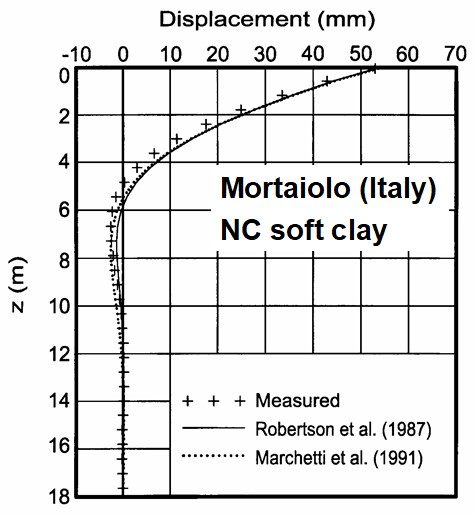 Displacement (mm)
-10 0 10 20 30 40 50 60 70
0
2
4
6
8
10
12
14
16
18
z (m)
Mortaiolo (Italy)
NC soft clay
+ + + Measured
Robertson et al. (1987)
Marchetti et al. (1991)